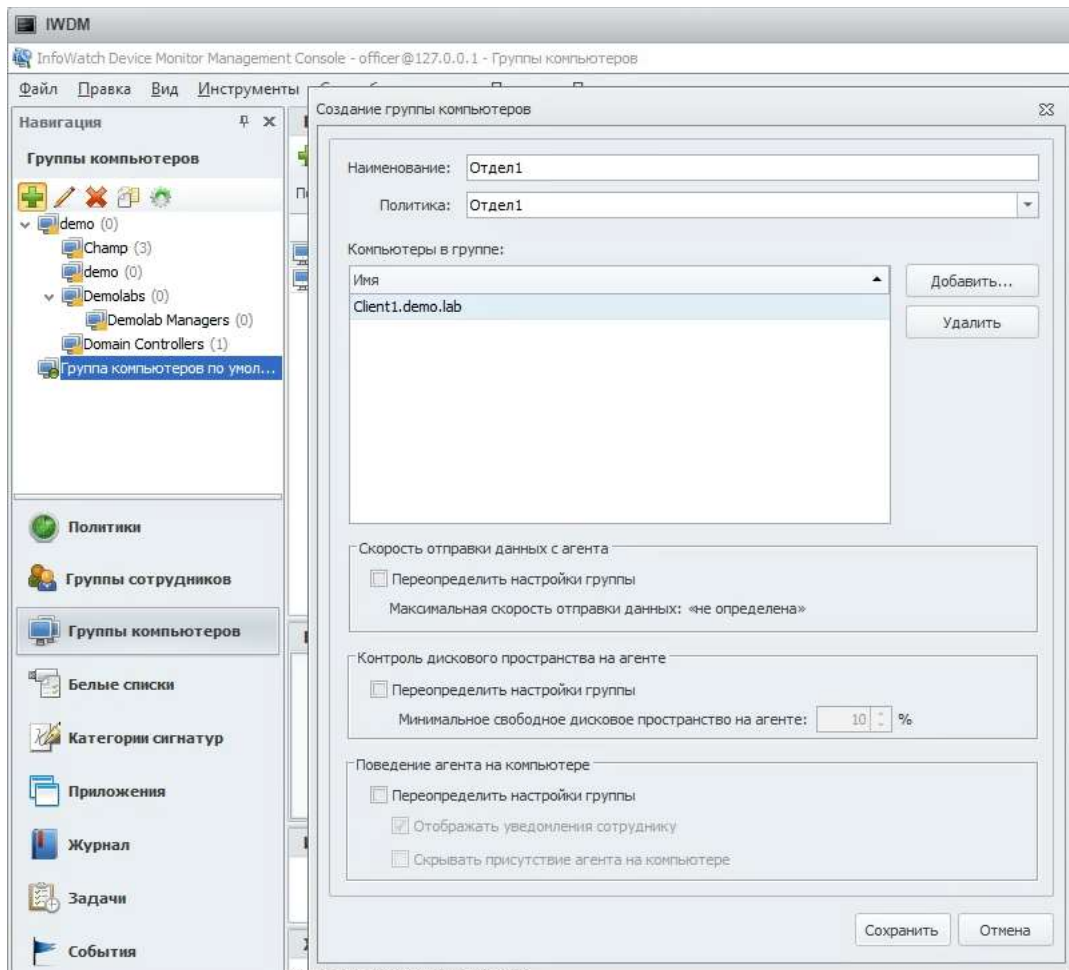 IWDM
InfoWatch Device Monitor Management Console - officer@127.0.0.1 - Группы компьютеров
Файл Правка Вид Инструменты
Навигация
Группы компьютеров
demo (0)
Champ (3)
demo (0)
Demolabs (0)
Demolab Managers (0)
Domain Controllers (1)
Группа компьютеров по умол...
Политики
Группы сотрудников
Группы компьютеров
Белые списки
Категории сигнатур
Приложения
Журнал
Задачи
События
Создание группы компьютеров
Наименование: Отдел1
Политика: Отдел1
Компьютеры в группе:
Имя
Client1.demo.lab
Добавить...
Удалить
Скорость отправки данных с агента
Переопределить настройки группы
Максимальная скорость отправки данных: «не определена»
Контроль дискового пространства на агенте
Переопределить настройки группы
Минимальное свободное дисковое пространство на агенте: 10 %
Поведение агента на компьютере
Переопределить настройки группы
Отображать уведомления сотруднику
Скрывать присутствие агента на компьютере
Сохранить Отмена